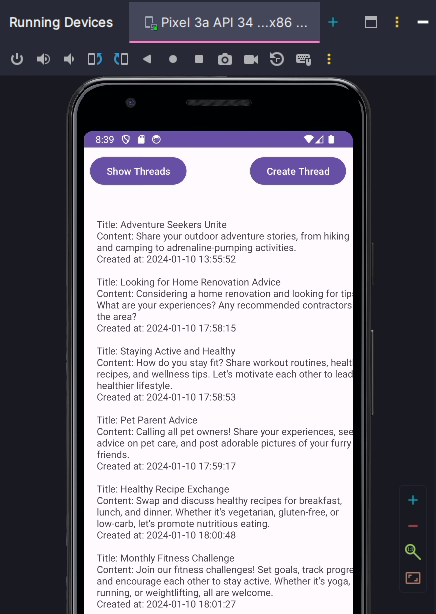 Running Devices
Pixel 3a API 34 ...x86 ...
8:39
Show Threads
Create Thread
Title: Adventure Seekers Unite
Content: Share your outdoor adventure stories, from hiking
and camping to adrenaline-pumping activities.
Created at: 2024-01-10 13:55:52
Title: Looking for Home Renovation Advice
Content: Considering a home renovation and looking for tips
What are your experiences? Any recommended contractors
the area?
Created at: 2024-01-10 17:58:15
Title: Staying Active and Healthy
Content: How do you stay fit? Share workout routines, healt
recipes, and wellness tips. Let's motivate each other to lead
healthier lifestyle.
Created at: 2024-01-10 17:58:53
Title: Pet Parent Advice
Content: Calling all pet owners! Share your experiences, see
advice on pet care, and post adorable pictures of your furry
friends.
Created at: 2024-01-10 17:59:17
Title: Healthy Recipe Exchange
Content: Swap and discuss healthy recipes for breakfast,
lunch, and dinner. Whether it's vegetarian, gluten-free, or
low-carb, let's promote nutritious eating.
Created at: 2024-01-10 18:00:48
Title: Monthly Fitness Challenge
Content: Join our fitness challenges! Set goals, track progre
and encourage each other to stay active. Whether it's yoga,
running, or weightlifting, all are welcome.
Created at: 2024-01-10 18:01:27